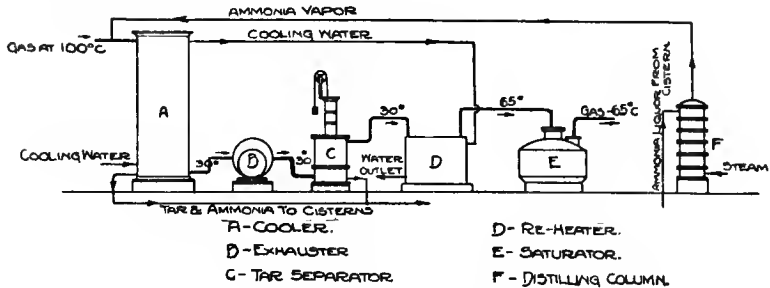 AMMONIA VAPOR
GAS AT 100°C
COOLING WATER
A
COOLING WATER
30°
B
30°
C
30°
WATER OUTLET
D
65°
E
GAS-65°C
AMMONIA LIQUOR FROM CISTERN.
F
STEAM
TAR & AMMONIA TO CISTERNS
A-COOLER.
B-EXHAUSTER
C-TAR SEPARATOR
D-RE-HEATER.
E-SATURATOR.
F-DISTILLING COLUMN.